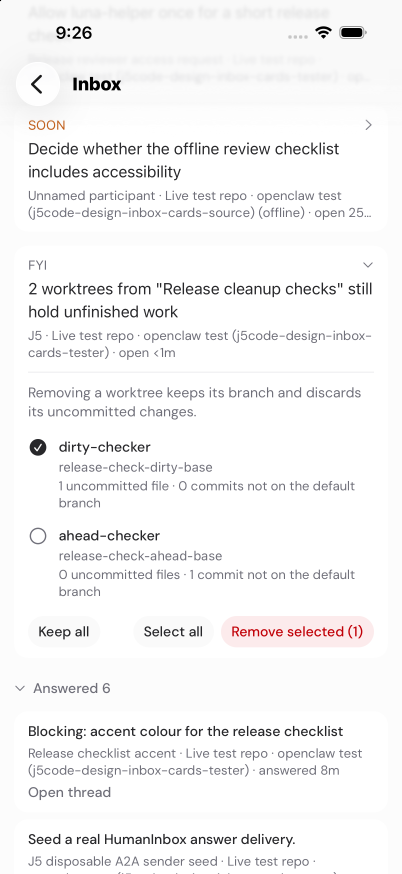 Allow luna-helper once for a short release
9:26
Inbox
SOON
Decide whether the offline review checklist
includes accessibility
Unnamed participant · Live test repo · openclaw test
(j5code-design-inbox-cards-source) (offline) · open 25…
FYI
2 worktrees from "Release cleanup checks" still
hold unfinished work
J5 · Live test repo · openclaw test (j5code-design-inbox-
cards-tester) · open <1m
Removing a worktree keeps its branch and discards
its uncommitted changes.
dirty-checker
release-check-dirty-base
1 uncommitted file · 0 commits not on the default
branch
ahead-checker
release-check-ahead-base
0 uncommitted files · 1 commit not on the default
branch
Keep all
Select all
Remove selected (1)
Answered 6
Blocking: accent colour for the release checklist
Release checklist accent · Live test repo · openclaw test
(j5code-design-inbox-cards-tester) · answered 8m
Open thread
Seed a real HumanInbox answer delivery.
J5 disposable A2A sender seed · Live test repo ·